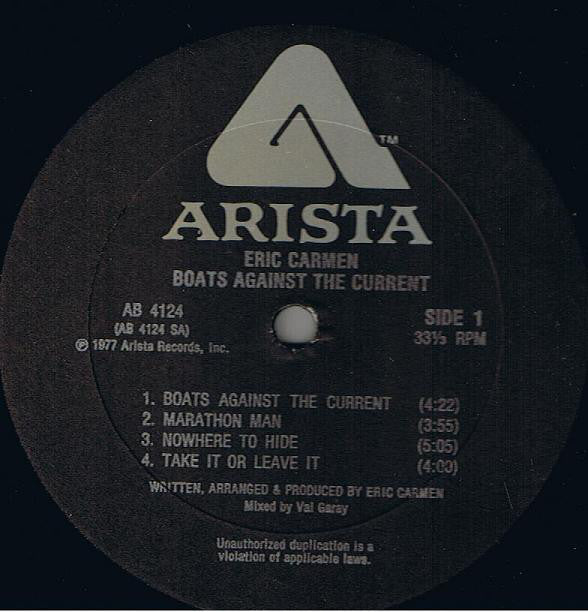 TM
ARISTA
ERIC CARMEN
BOATS AGAINST THE CURRENT
AB 4124
(AB 4124 SA)
℗ 1977 Arista Records, Inc.
SIDE 1
33⅓ RPM
1. BOATS AGAINST THE CURRENT (4:22)
2. MARATHON MAN (3:55)
3. NOWHERE TO HIDE (5:05)
4. TAKE IT OR LEAVE IT (4:00)
WRITTEN, ARRANGED & PRODUCED BY ERIC CARMEN
Mixed by Val Garay
Unauthorized duplication is a
violation of applicable laws.